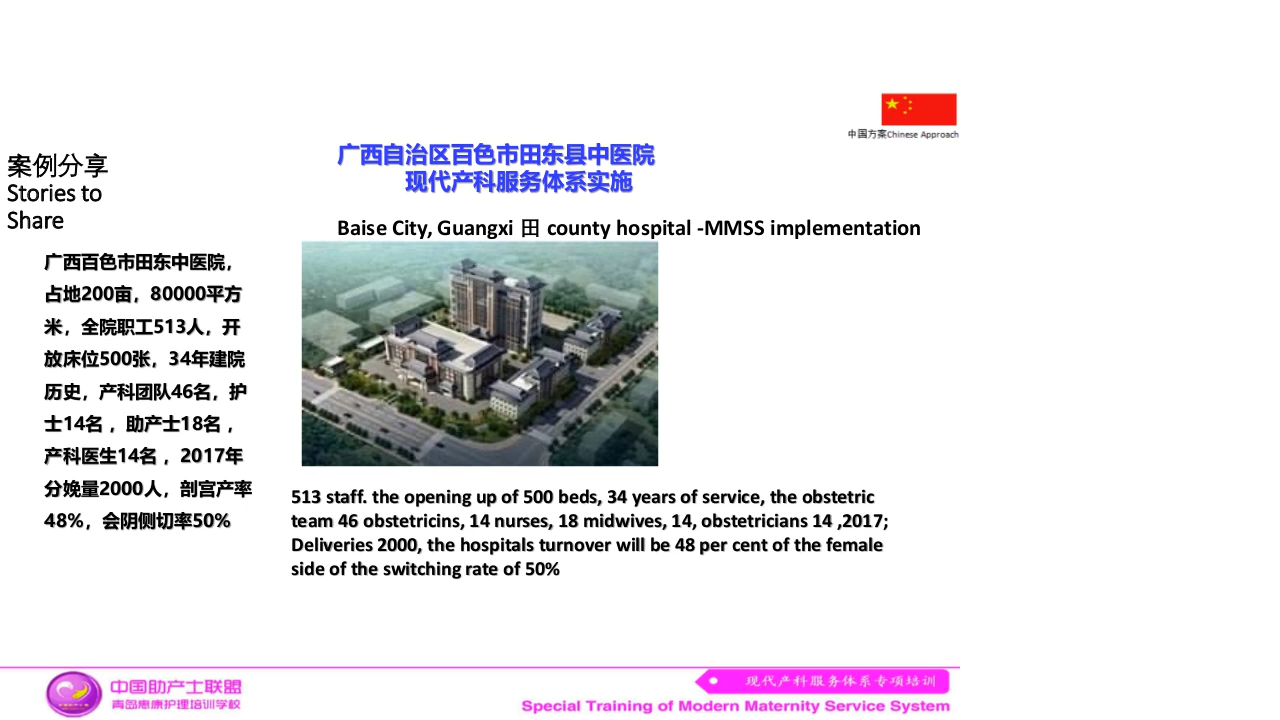 中国方案Chinese Approach
案例分享
Stories to
Share
广西自治区百色市田东县中医院
现代产科服务体系实施
Baise City, Guangxi 田 county hospital -MMSS implementation
广西百色市田东中医院，
占地200亩，80000平方
米，全院职工513人，开
放床位500张，34年建院
历史，产科团队46名，护
士14名 ，助产士18名 ，
产科医生14名 ，2017年
分娩量2000人，剖宫产率
48%，会阴侧切率50%
513 staff. the opening up of 500 beds, 34 years of service, the obstetric
team 46 obstetricins, 14 nurses, 18 midwives, 14, obstetricians 14 ,2017;
Deliveries 2000, the hospitals turnover will be 48 per cent of the female
side of the switching rate of 50%
中国助产士联盟
青岛惠康护理培训学校
现代产科服务体系专项培训
Special Training of Modern Maternity Service System